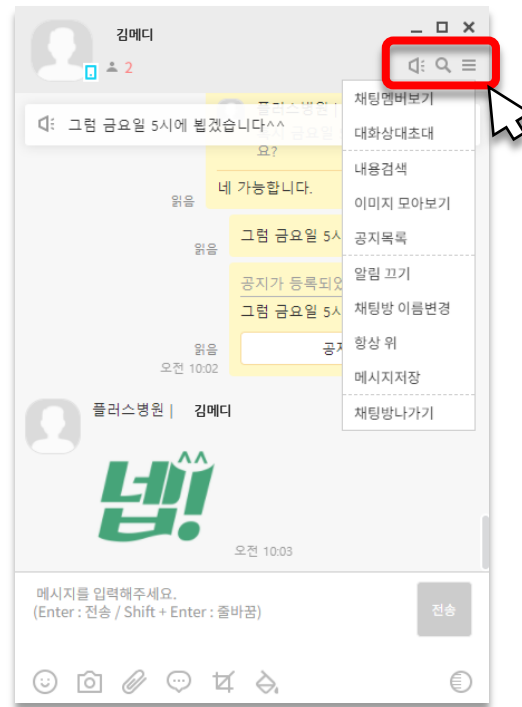 김메디
2
그럼 금요일 5시에 뵙겠습니다^^
플러스병원 |
요?
네 가능합니다.
읽음
그럼 금요일 5시
읽음
공지가 등록되었
그럼 금요일 5시
읽음
오전 10:02
채팅멤버보기
대화상대초대
내용검색
이미지 모아보기
공지목록
알림 끄기
채팅방 이름변경
항상 위
메시지저장
채팅방나가기
플러스병원 | 김메디
넵!
오전 10:03
메시지를 입력해주세요.
(Enter : 전송 / Shift + Enter : 줄바꿈)
전송